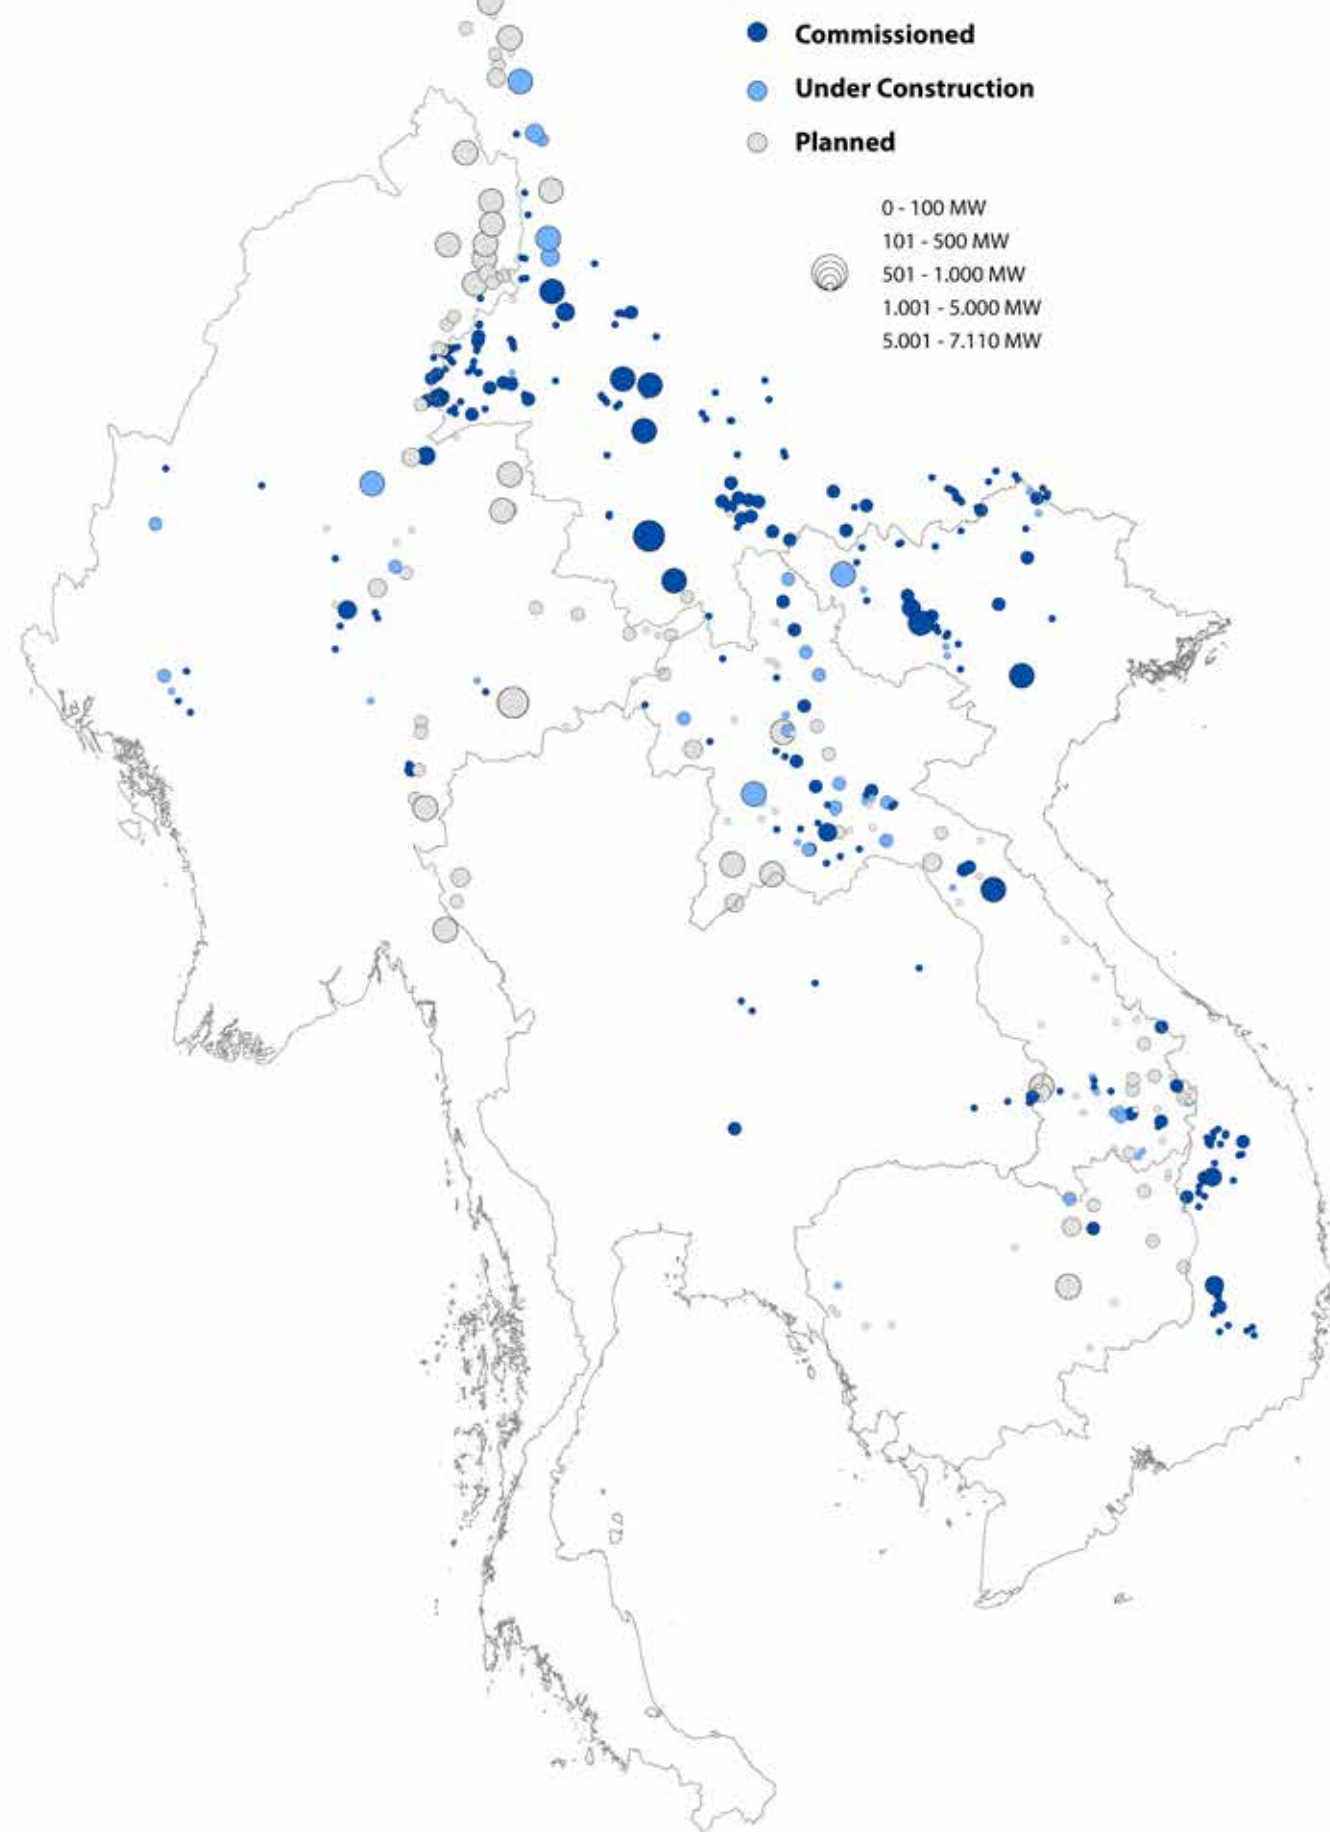 Commissioned
Under Construction
Planned
0 - 100 MW
101 - 500 MW
501 - 1.000 MW
1.001 - 5.000 MW
5.001 - 7.110 MW